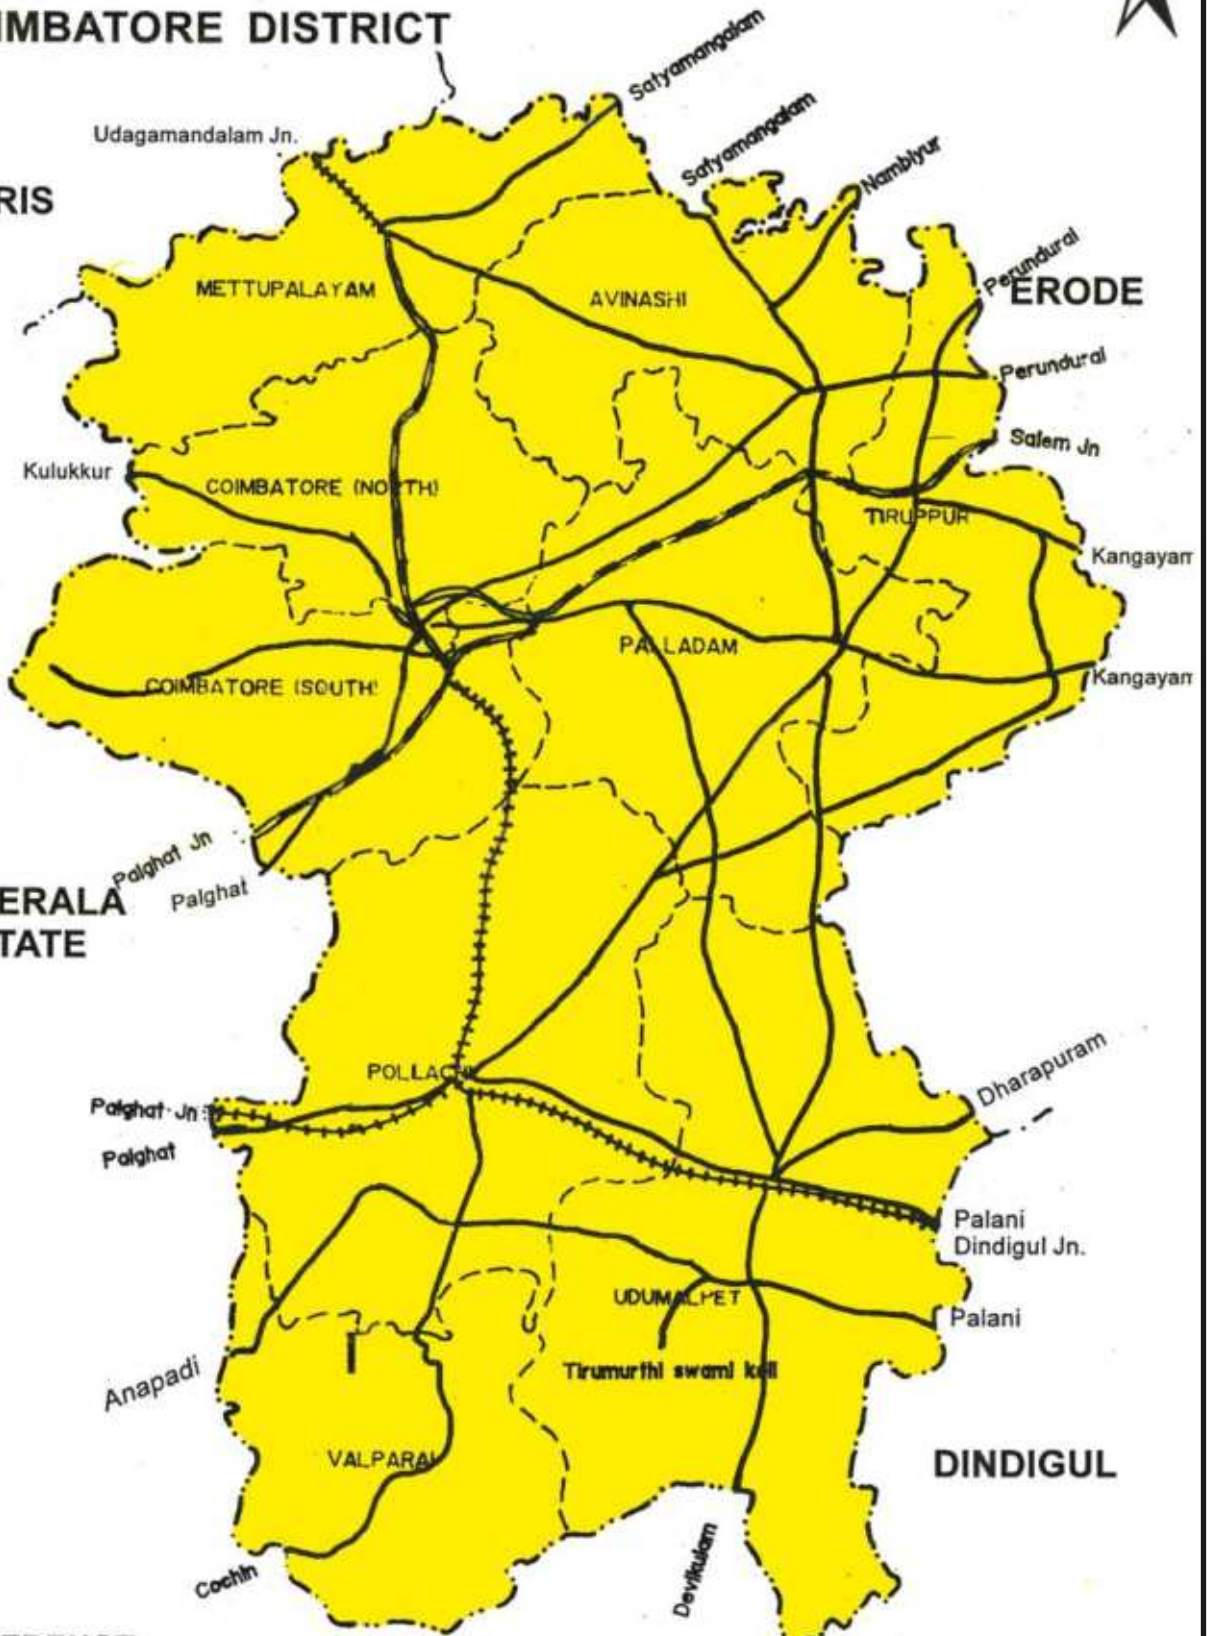 IMBATORE DISTRICT
Satyamangalam
Udagamandalam Jn.
Satyamangalam
Nambiyur
RIS
Perundurai
METTUPALAYAM
AVINASHI
ERODE
Perundurai
Salem Jn
Kulukkur
COIMBATORE (NORTH)
TIRUPPUR
Kangayam
PALLADAM
Kangayam
COIMBATORE (SOUTH)
Palghat Jn
Palghat
ERALA
TATE
POLLACHI
Dharapuram
Palghat Jn
Palghat
Palani
Dindigul Jn.
UDUMALPET
Palani
Anapadi
Tirumurthi swami koil
VALPARAI
DINDIGUL
Devikulam
Cochin